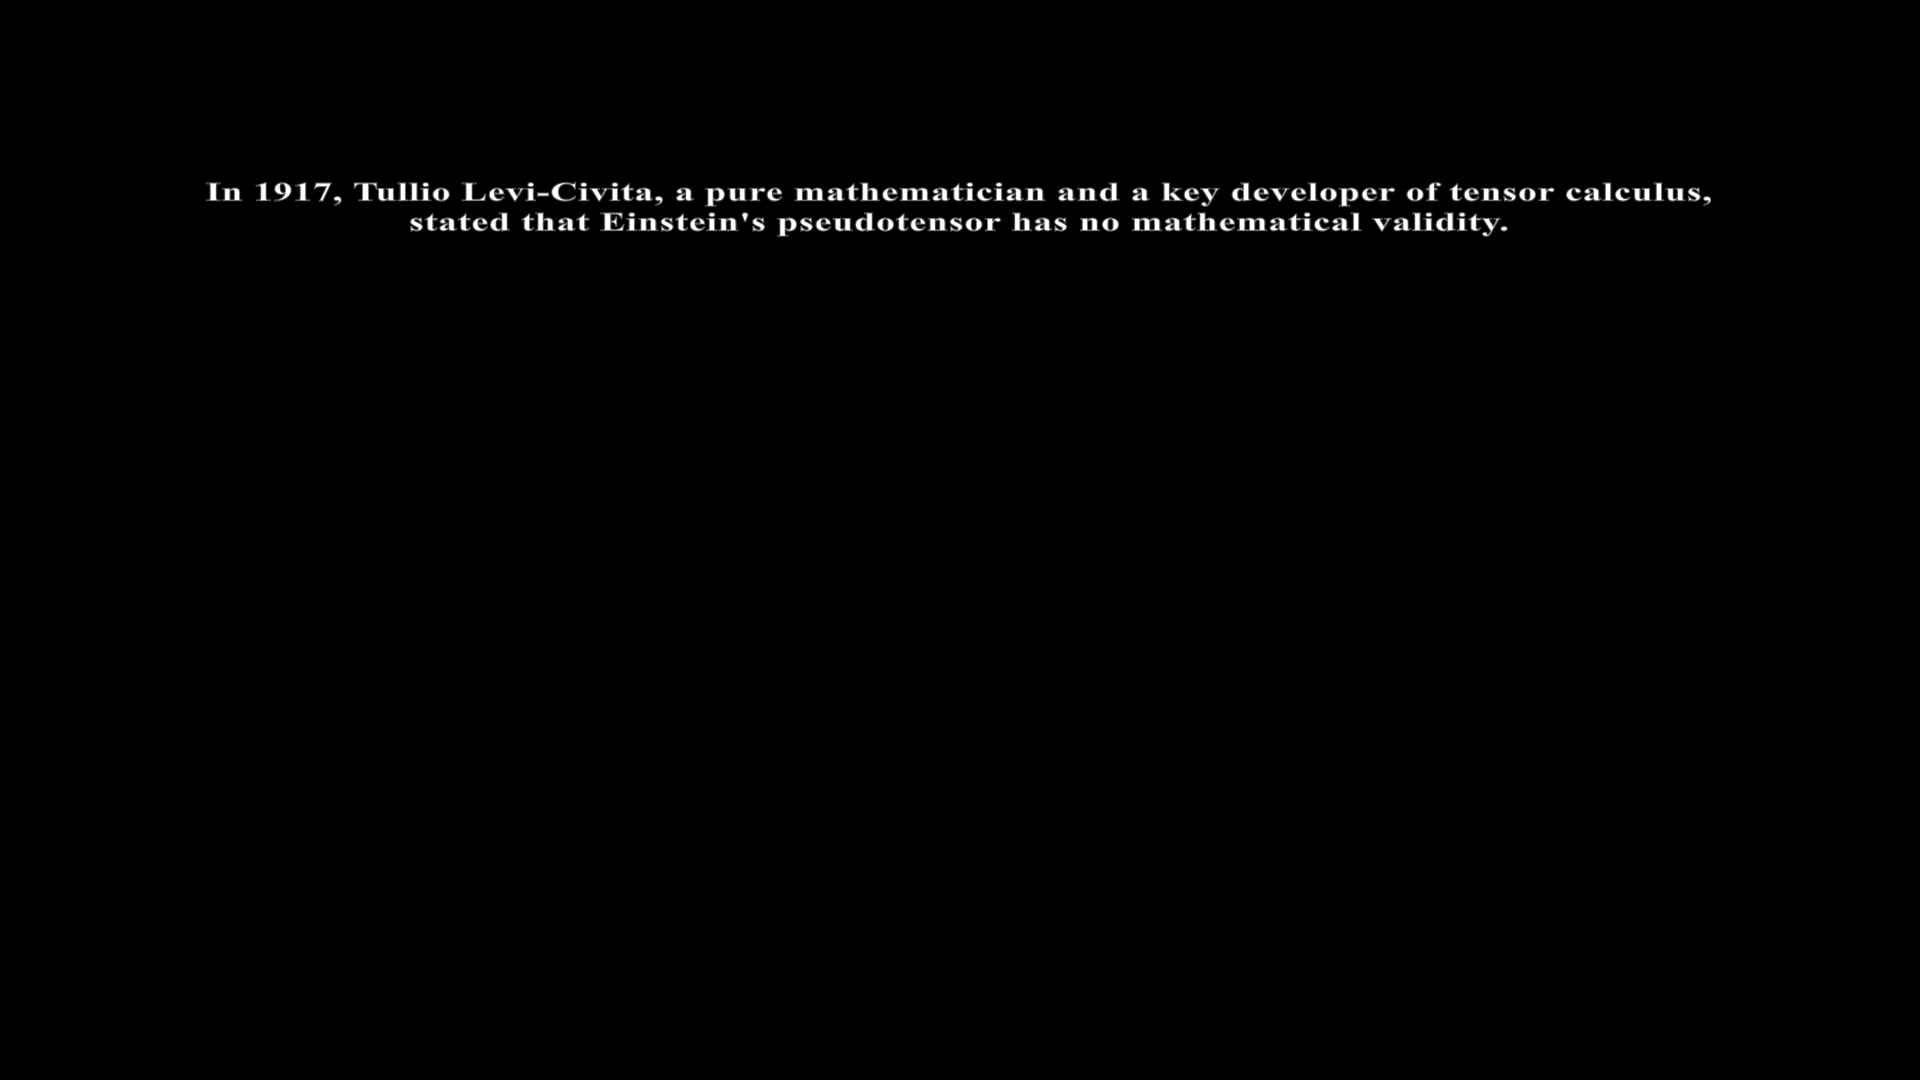 In 1917, Tullio Levi-Civita, a pure mathematician and a key developer of tensor calculus,
stated that Einstein's pseudotensor has no mathematical validity.